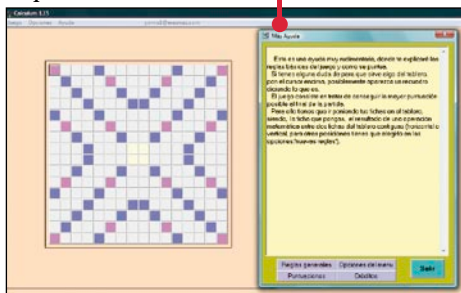 Calculum 1.15
Juego Opciones Ayuda
Más Ayuda
Esta es una ayuda muy rudimentaria, donde te explicaré las
reglas básicas del juego y como se puntua.
Si tienes alguna duda de para que sirve algo del tablero,
pon el cursor encima, posiblemente aparezca un recuadro
diciendo lo que es.
El juego consiste en tratar de conseguir la mayor puntuación
posible al final de la partida.
Para ello tienes que ir poniendo tus fichas en el tablero,
siendo, la ficha que pongas, el resultado de una operación
matemática entre dos fichas del tablero contiguas (horizontal o
vertical, para otras posiciones tienes que elegirlo en las
opciones 'nuevas reglas').
Reglas generales Opciones del menu
Puntuaciones Créditos
Salir